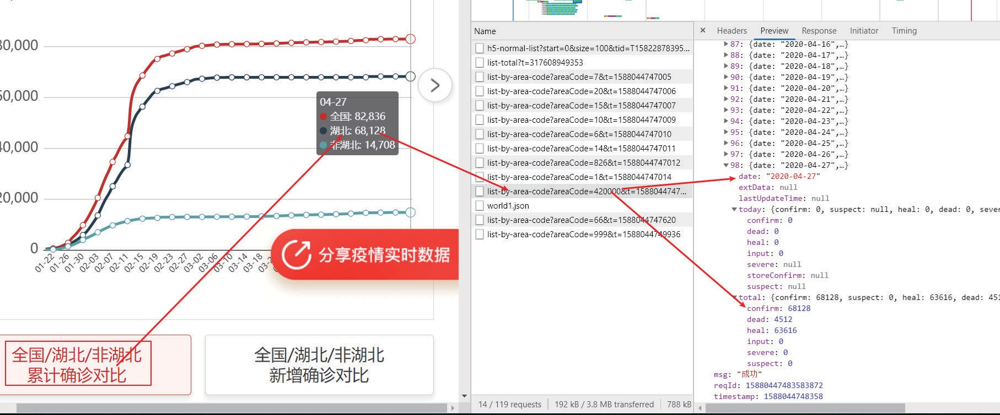 80,000
60,000
40,000
20,000
0
01-22
01-26
01-30
02-03
02-07
02-11
02-15
02-19
02-23
02-27
03-02
03-06
03-10
03-14
03-18
04-27
全国: 82,836
湖北: 68,128
非湖北: 14,708
分享疫情实时数据
全国/湖北/非湖北
累计确诊对比
全国/湖北/非湖北
新增确诊对比
Name
h5-normal-list?start=0&size=100&tid=T15822878395...
list-total?t=317608949353
list-by-area-code?areaCode=7&t=1588044747005
list-by-area-code?areaCode=20&t=1588044747006
list-by-area-code?areaCode=15&t=1588044747007
list-by-area-code?areaCode=10&t=1588044747009
list-by-area-code?areaCode=6&t=1588044747010
list-by-area-code?areaCode=14&t=1588044747011
list-by-area-code?areaCode=826&t=1588044747012
list-by-area-code?areaCode=1&t=1588044747014
list-by-area-code?areaCode=420000&t=1588044747...
world1.json
list-by-area-code?areaCode=66&t=1588044747620
list-by-area-code?areaCode=999&t=1588044749936
14 / 119 requests
192 kB / 3.8 MB transferred
788 kB
× Headers Preview Response Initiator Timing
87: {date: "2020-04-16",…}
88: {date: "2020-04-17",…}
89: {date: "2020-04-18",…}
90: {date: "2020-04-19",…}
91: {date: "2020-04-20",…}
92: {date: "2020-04-21",…}
93: {date: "2020-04-22",…}
94: {date: "2020-04-23",…}
95: {date: "2020-04-24",…}
96: {date: "2020-04-25",…}
97: {date: "2020-04-26",…}
98: {date: "2020-04-27",…}
date: "2020-04-27"
extData: null
lastUpdateTime: null
today: {confirm: 0, suspect: null, heal: 0, dead: 0, sever
confirm: 0
dead: 0
heal: 0
input: 0
severe: null
storeConfirm: null
suspect: null
total: {confirm: 68128, suspect: 0, heal: 63616, dead: 451
confirm: 68128
dead: 4512
heal: 63616
input: 0
severe: 0
suspect: 0
msg: "成功"
reqId: 15880447483583872
timestamp: 1588044748358